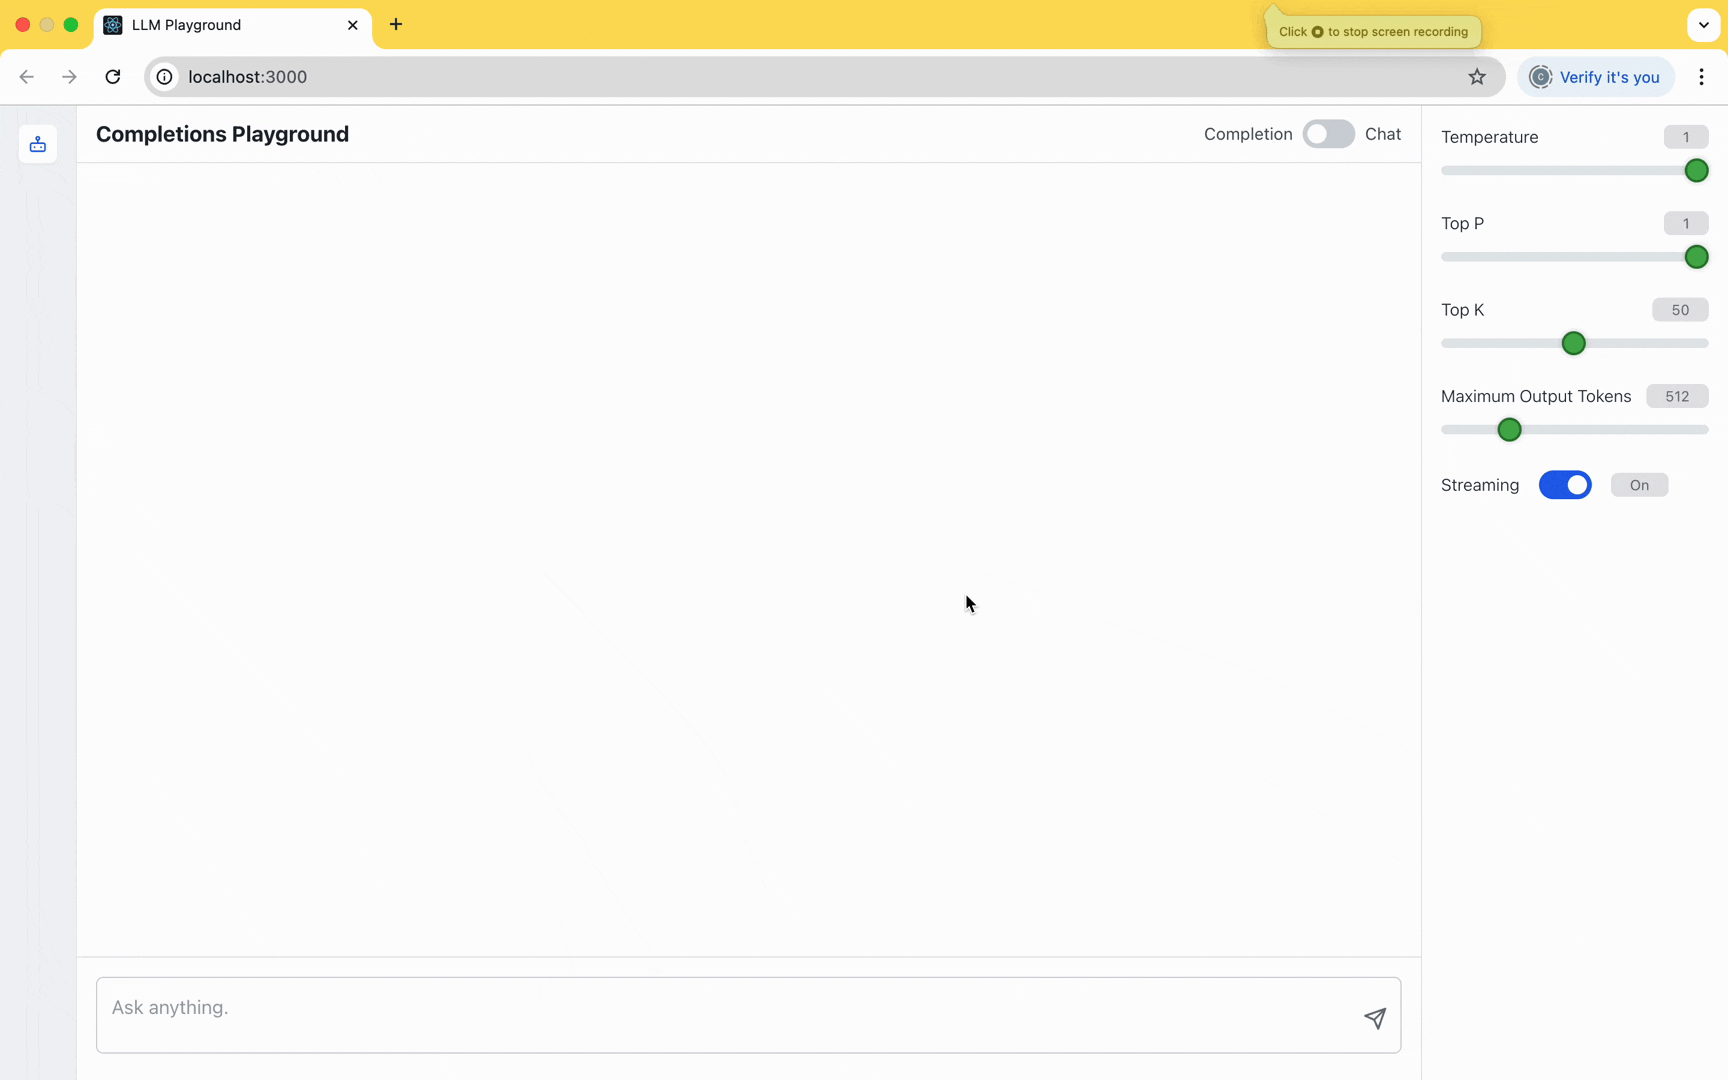 LLM Playground
Click to stop screen recording
localhost:3000
C
Verify it's you
Completions Playground
Completion
Chat
Temperature
1
Top P
1
Top K
50
Maximum Output Tokens
512
Streaming
On
Ask anything.